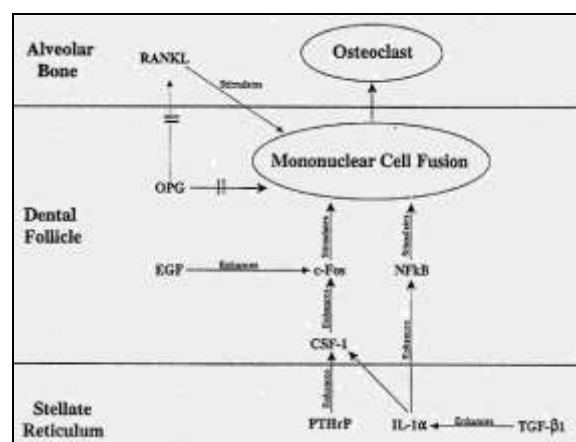 Alveolar
Bone
RANKL
Osteoclast
Stimulates
Mononuclear Cell Fusion
OPG
Dental
Follicle
Stimulates
Stimulates
EGF
Enhances
c-Fos
NFkB
Enhances
CSF-1
Enhances
Enhances
Stellate
Reticulum
PTHrP
IL-1α
Enhances
TGF-β1